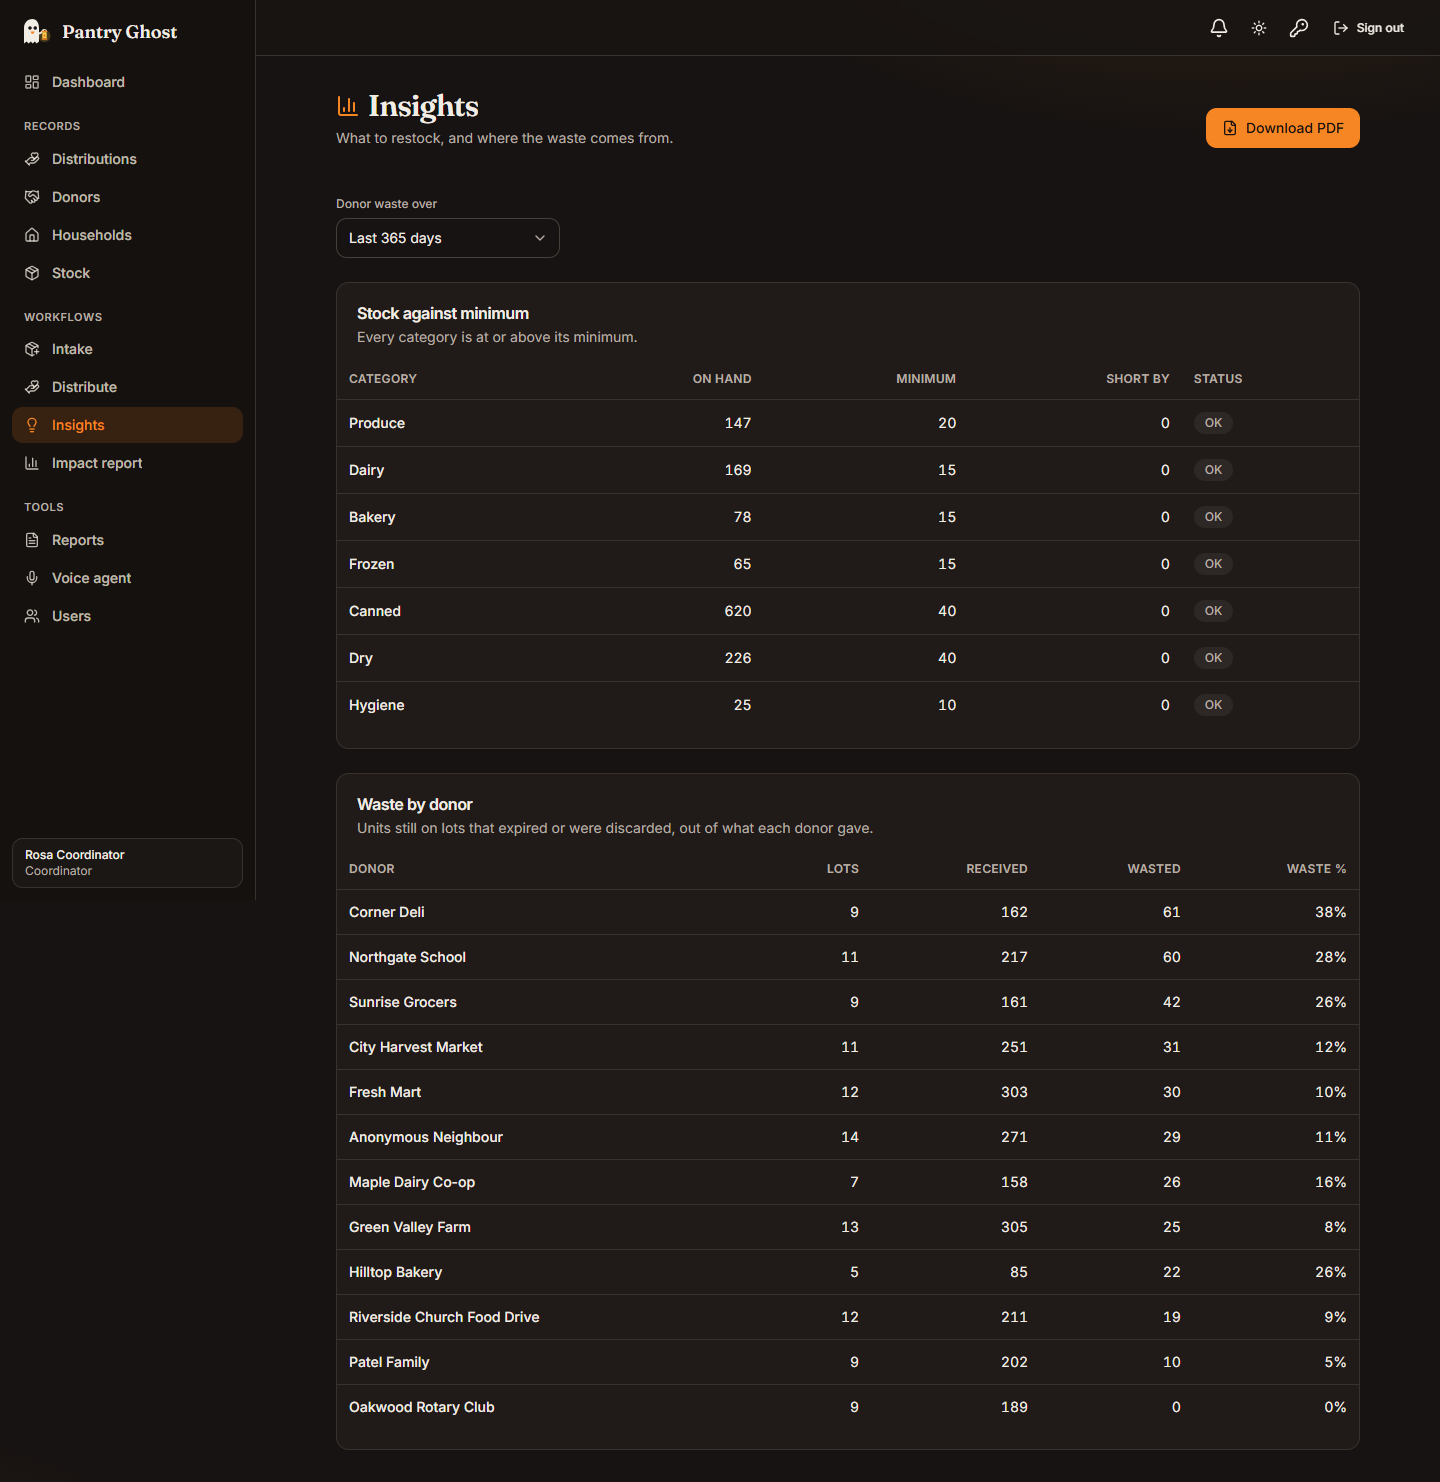 Pantry Ghost
Sign out
Dashboard
RECORDS
Distributions
Donors
Households
Stock
WORKFLOWS
Intake
Distribute
Insights
Impact report
TOOLS
Reports
Voice agent
Users
Rosa Coordinator
Coordinator
Insights
What to restock, and where the waste comes from.
Download PDF
Donor waste over
Last 365 days
Stock against minimum
Every category is at or above its minimum.
CATEGORY ON HAND MINIMUM SHORT BY STATUS
Produce 147 20 0 OK
Dairy 169 15 0 OK
Bakery 78 15 0 OK
Frozen 65 15 0 OK
Canned 620 40 0 OK
Dry 226 40 0 OK
Hygiene 25 10 0 OK
Waste by donor
Units still on lots that expired or were discarded, out of what each donor gave.
DONOR LOTS RECEIVED WASTED WASTE %
Corner Deli 9 162 61 38%
Northgate School 11 217 60 28%
Sunrise Grocers 9 161 42 26%
City Harvest Market 11 251 31 12%
Fresh Mart 12 303 30 10%
Anonymous Neighbour 14 271 29 11%
Maple Dairy Co-op 7 158 26 16%
Green Valley Farm 13 305 25 8%
Hilltop Bakery 5 85 22 26%
Riverside Church Food Drive 12 211 19 9%
Patel Family 9 202 10 5%
Oakwood Rotary Club 9 189 0 0%